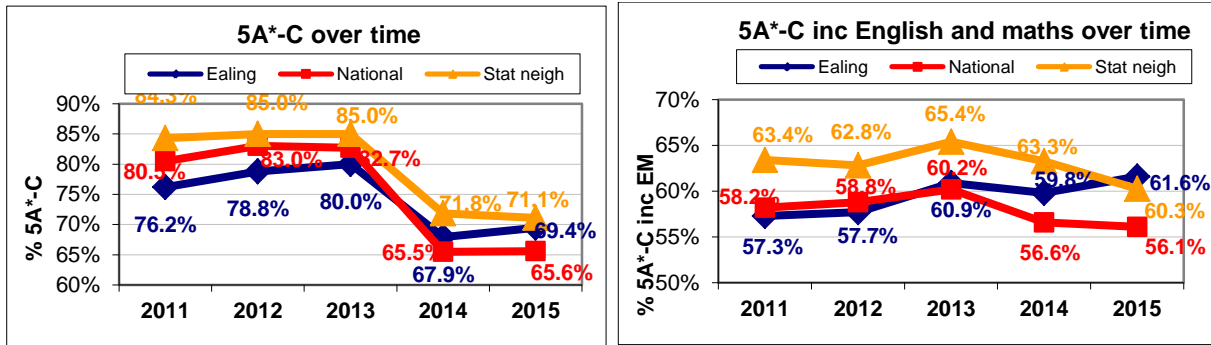 5A*-C over time
Ealing National Stat neigh
% 5A*-C
90%
85%
80%
75%
70%
65%
60%
84.3% 85.0% 85.0% 71.8% 71.1%
80.5% 83.0% 82.7% 65.5% 65.6%
76.2% 78.8% 80.0% 67.9% 69.4%
2011 2012 2013 2014 2015
5A*-C inc English and maths over time
Ealing National Stat neigh
% 5A*-C inc EM
70%
65%
60%
55%
50%
63.4% 62.8% 65.4% 63.3% 60.3%
58.2% 58.8% 60.2% 56.6% 56.1%
57.3% 57.7% 60.9% 59.8% 61.6%
2011 2012 2013 2014 2015